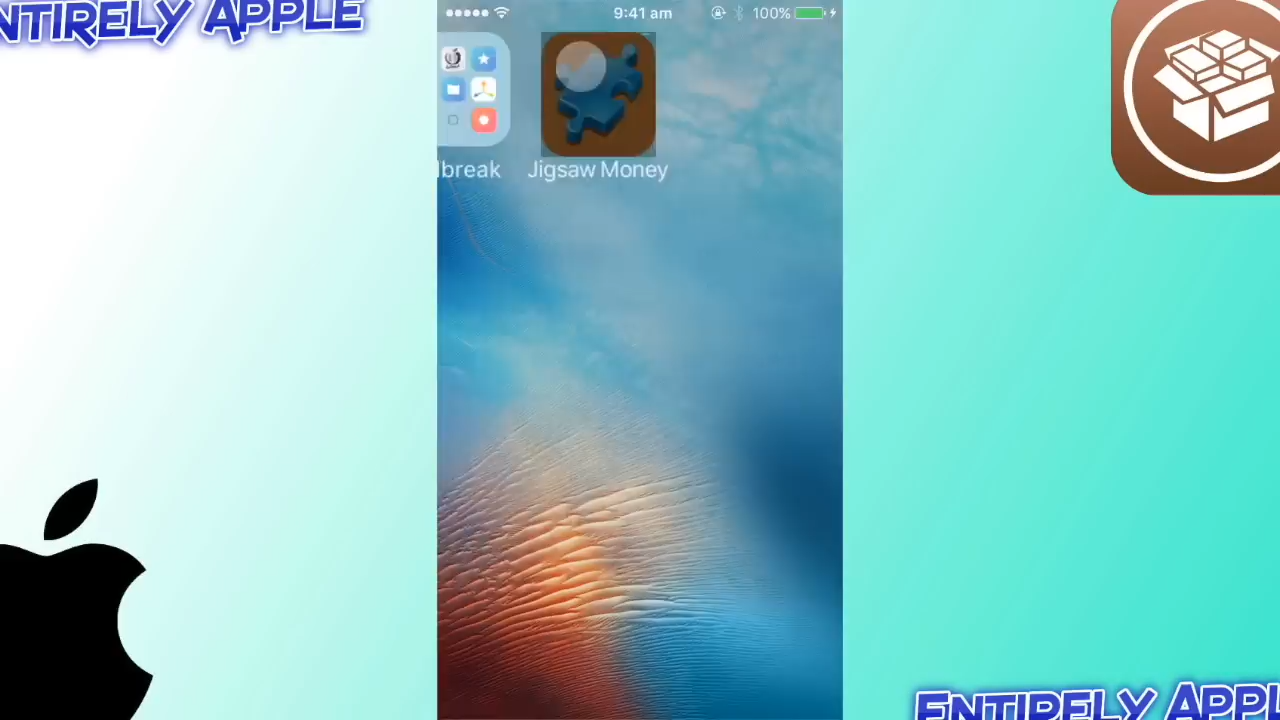 NTIRELY APPLE
9:41 am
100%
lbreak
Jigsaw Money
ENTIRELY APPL